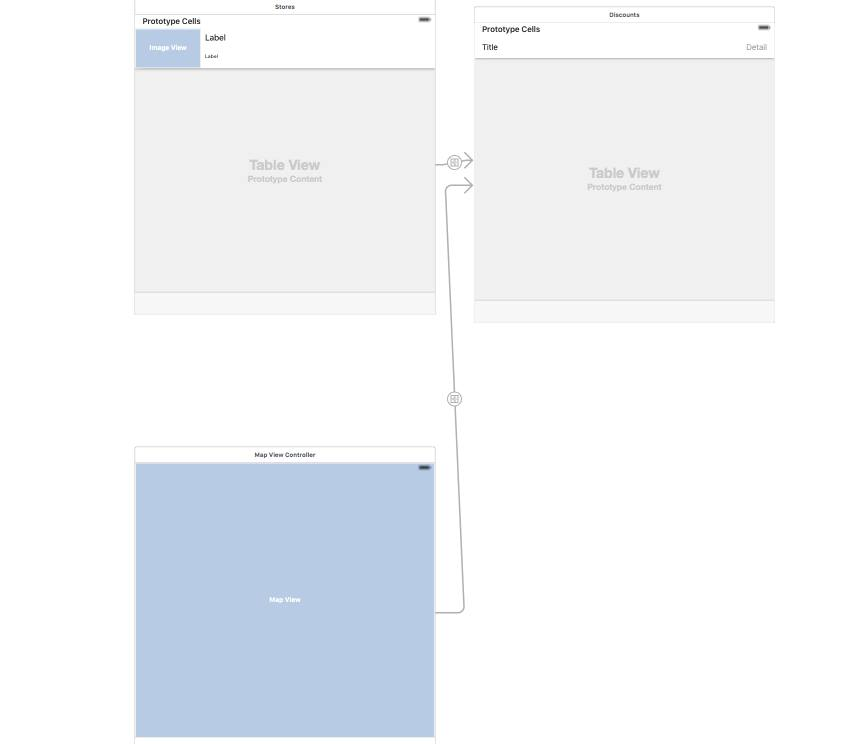 Stores
Prototype Cells
Image View
Label
Label
Table View
Prototype Content
Discounts
Prototype Cells
Title
Detail
Table View
Prototype Content
Map View Controller
Map View